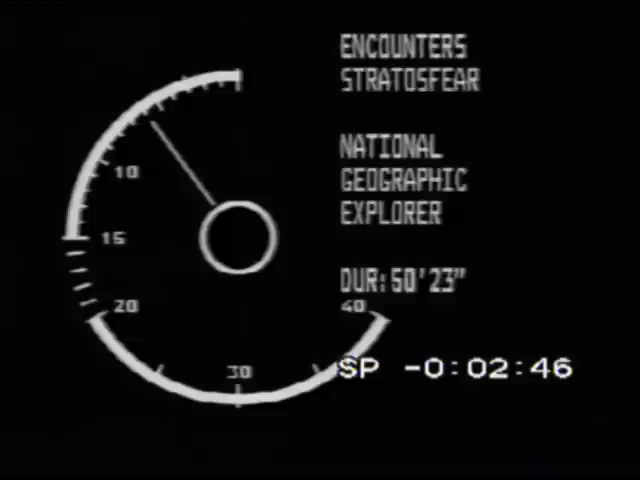 ENCOUNTERS
STRATOSFEAR
NATIONAL
GEOGRAPHIC
EXPLORER
DUR:50'23"
10
15
20
30
40
SP -0:02:46